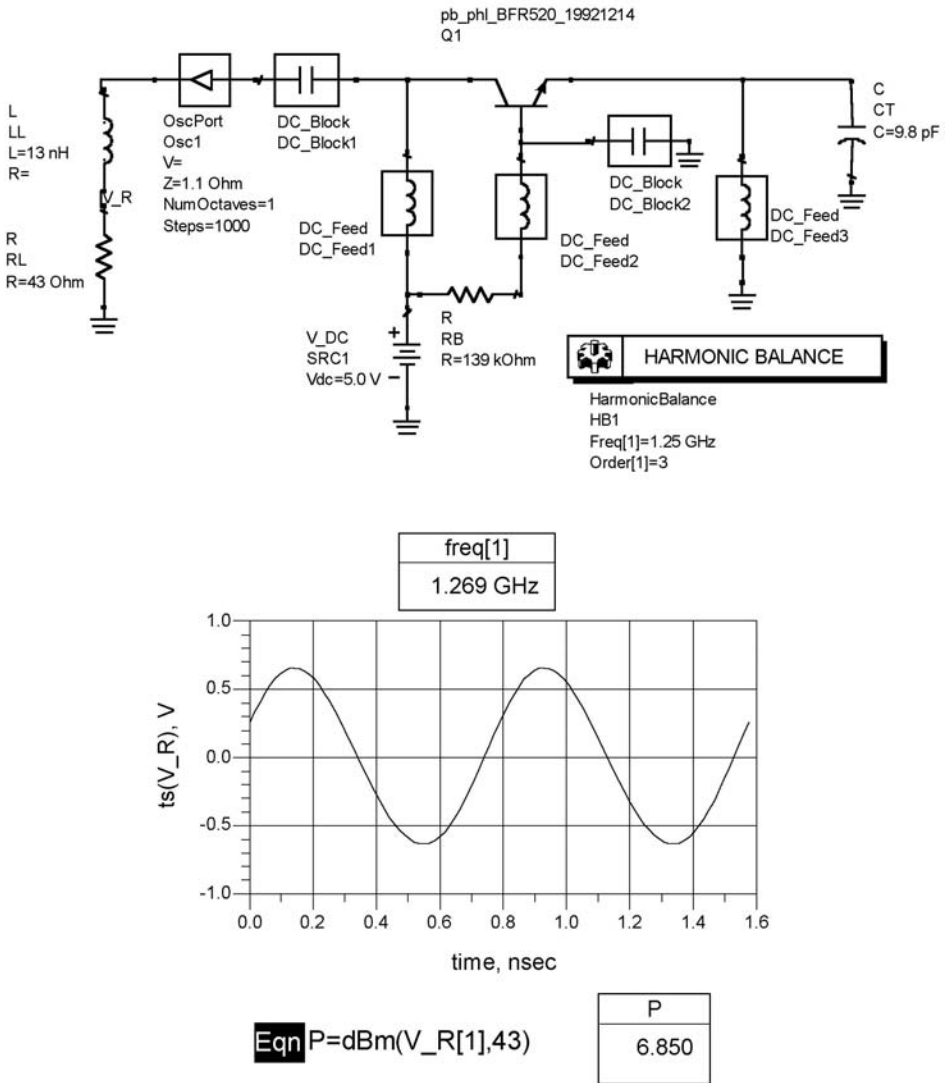 pb_phl_BFR520_19921214
Q1
L
LL
L=13 nH
R=
V_R
R
RL
R=43 Ohm
OscPort
Osc1
V=
Z=1.1 Ohm
NumOctaves=1
Steps=1000
DC_Block
DC_Block1
DC_Feed
DC_Feed1
V_DC
SRC1
Vdc=5.0 V
+
−
R
RB
R=139 kOhm
DC_Feed
DC_Feed2
DC_Block
DC_Block2
DC_Feed
DC_Feed3
C
CT
C=9.8 pF
HARMONIC BALANCE
HarmonicBalance
HB1
Freq[1]=1.25 GHz
Order[1]=3
freq[1]
1.269 GHz
ts(V_R), V
1.0
0.5
0.0
-0.5
-1.0
0.0 0.2 0.4 0.6 0.8 1.0 1.2 1.4 1.6
time, nsec
Eqn P=dBm(V_R[1],43)
P
6.850